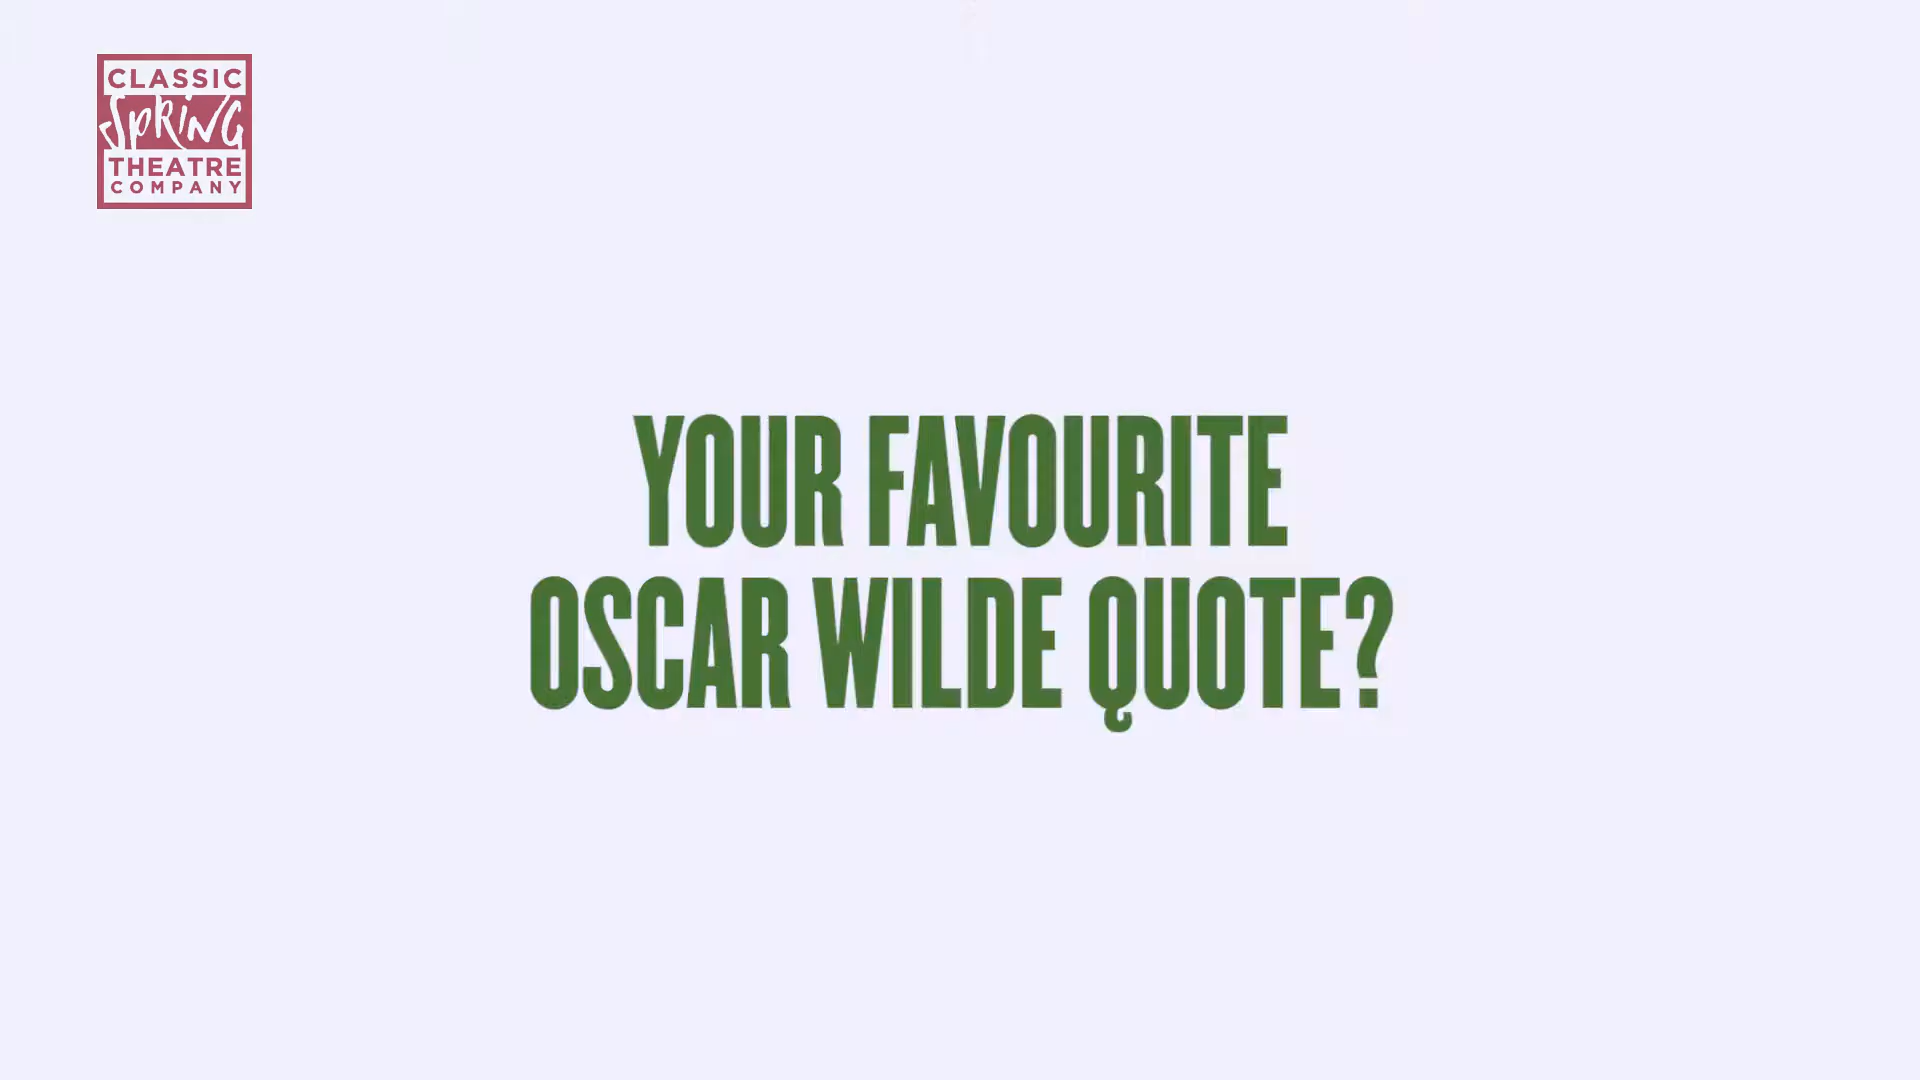 CLASSIC
SPRING
THEATRE
COMPANY
YOUR FAVOURITE
OSCAR WILDE QUOTE?